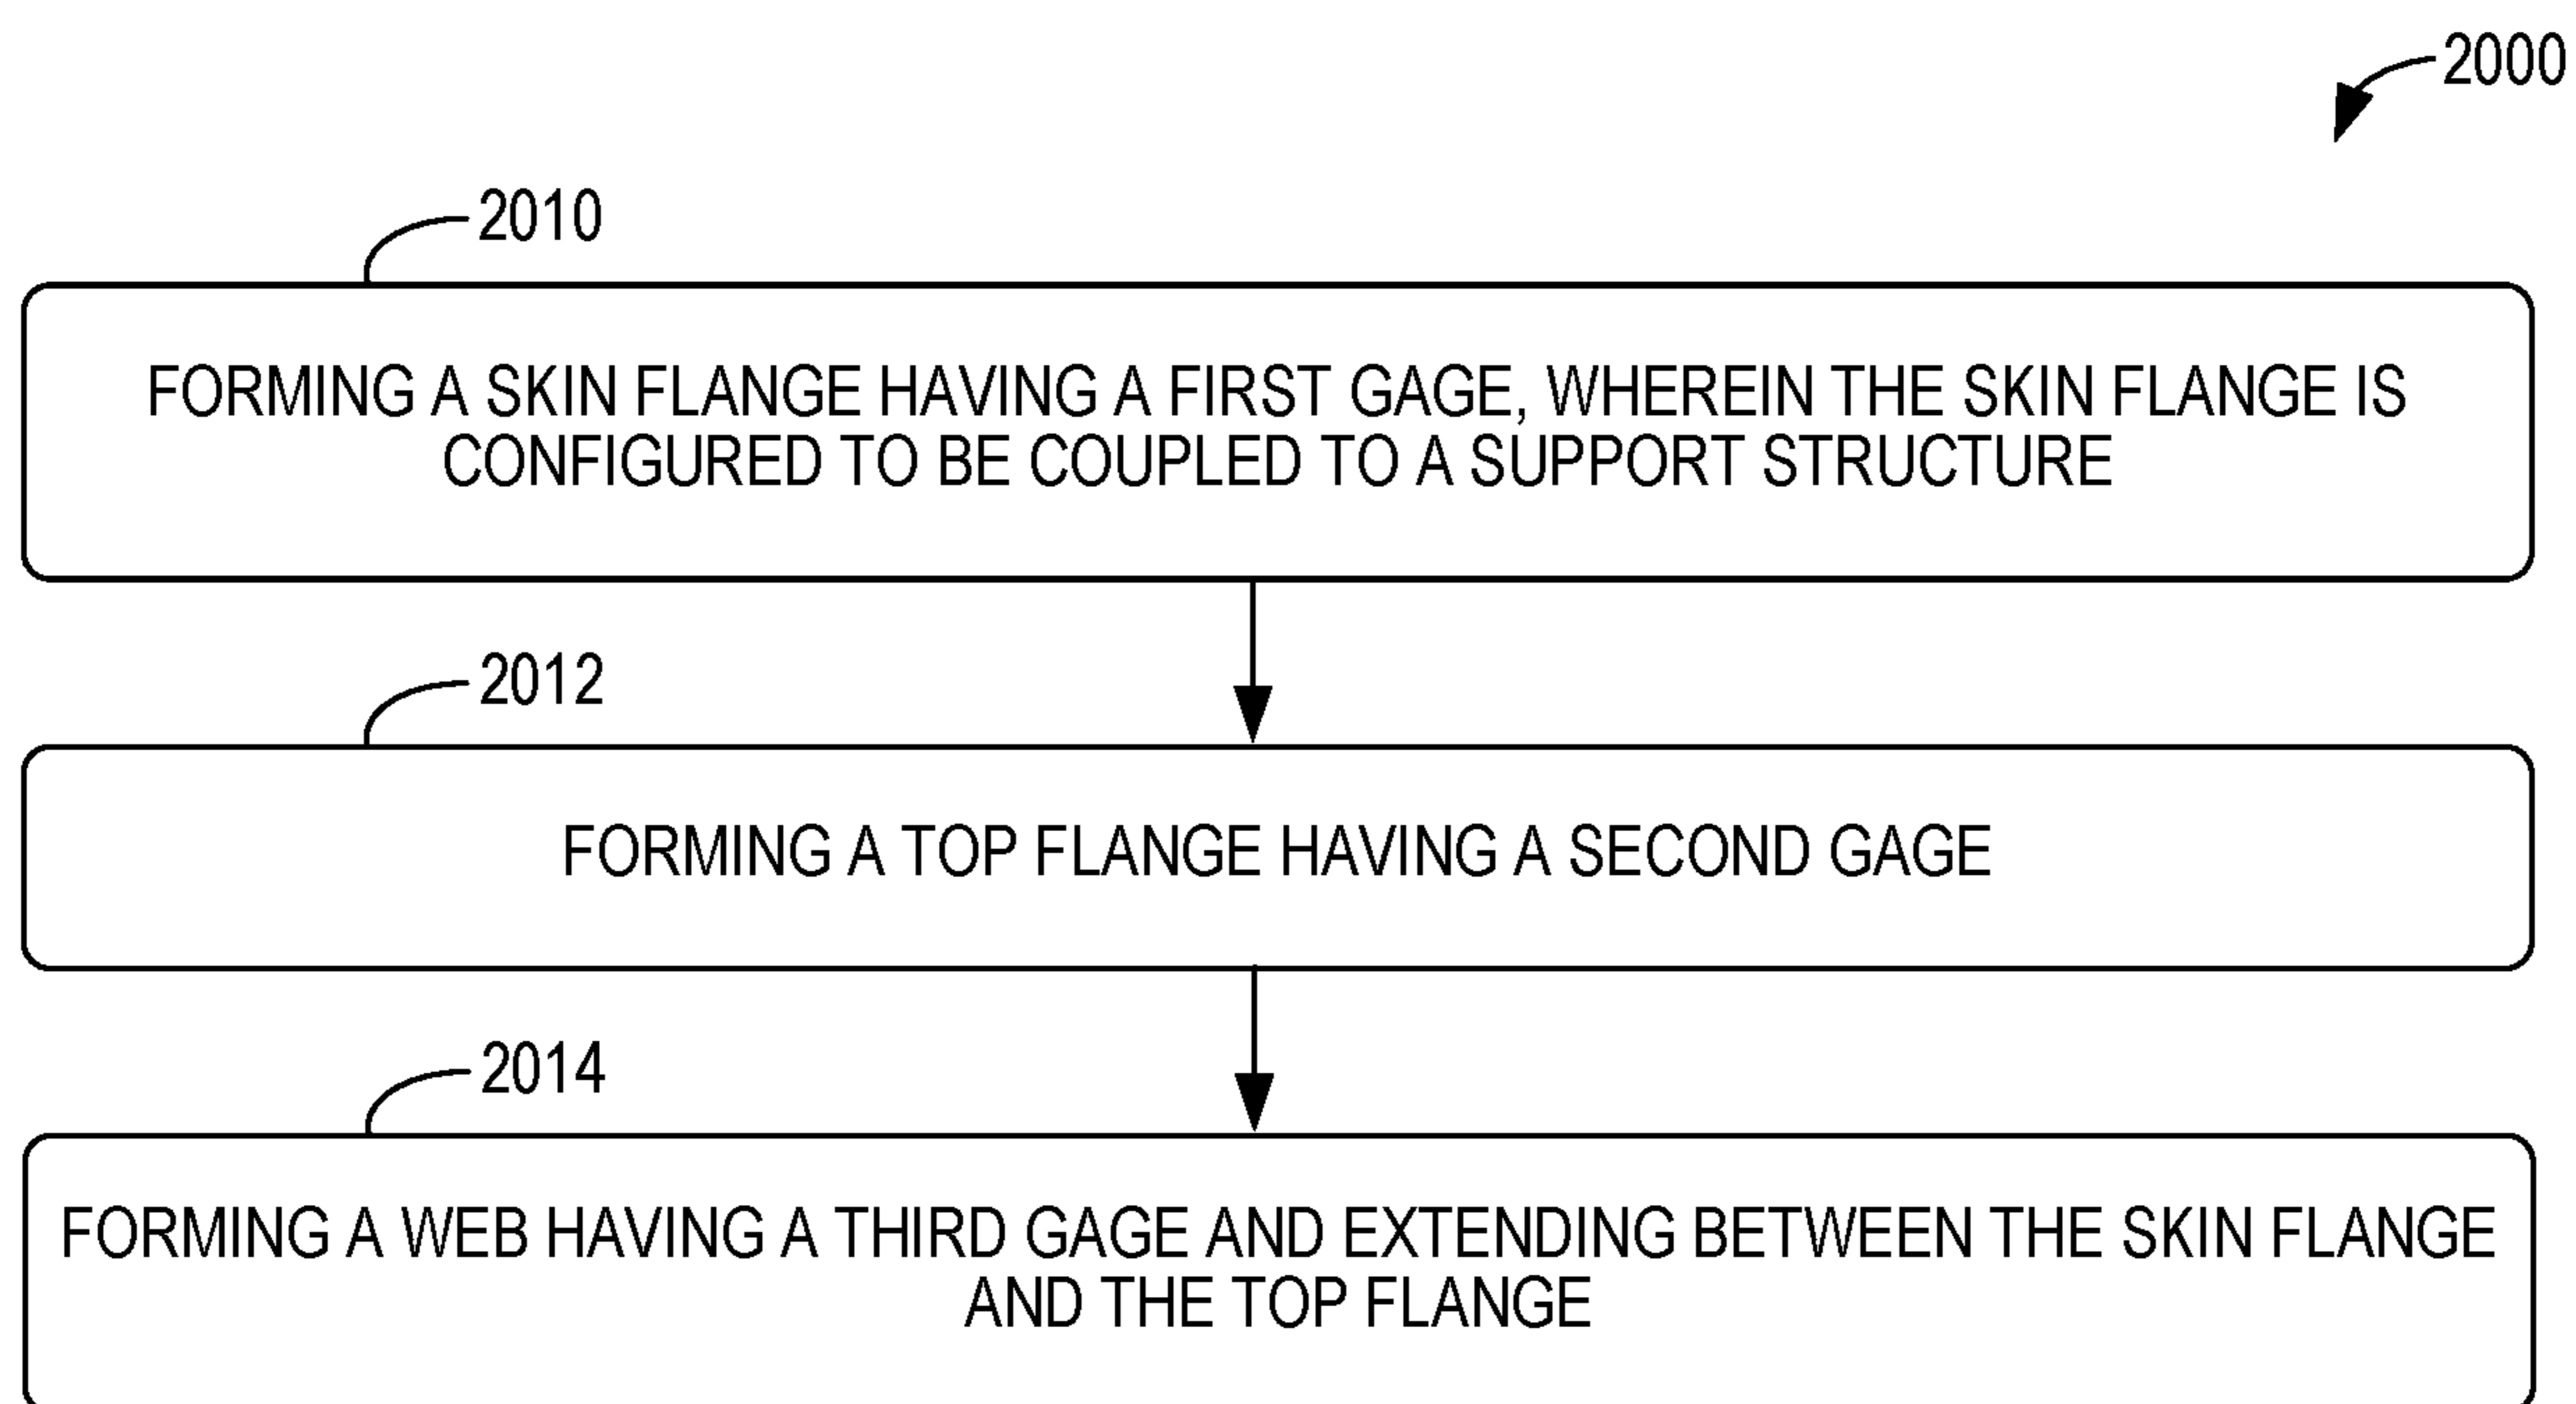 2000
2010
FORMING A SKIN FLANGE HAVING A FIRST GAGE, WHEREIN THE SKIN FLANGE IS
CONFIGURED TO BE COUPLED TO A SUPPORT STRUCTURE
2012
FORMING A TOP FLANGE HAVING A SECOND GAGE
2014
FORMING A WEB HAVING A THIRD GAGE AND EXTENDING BETWEEN THE SKIN FLANGE
AND THE TOP FLANGE